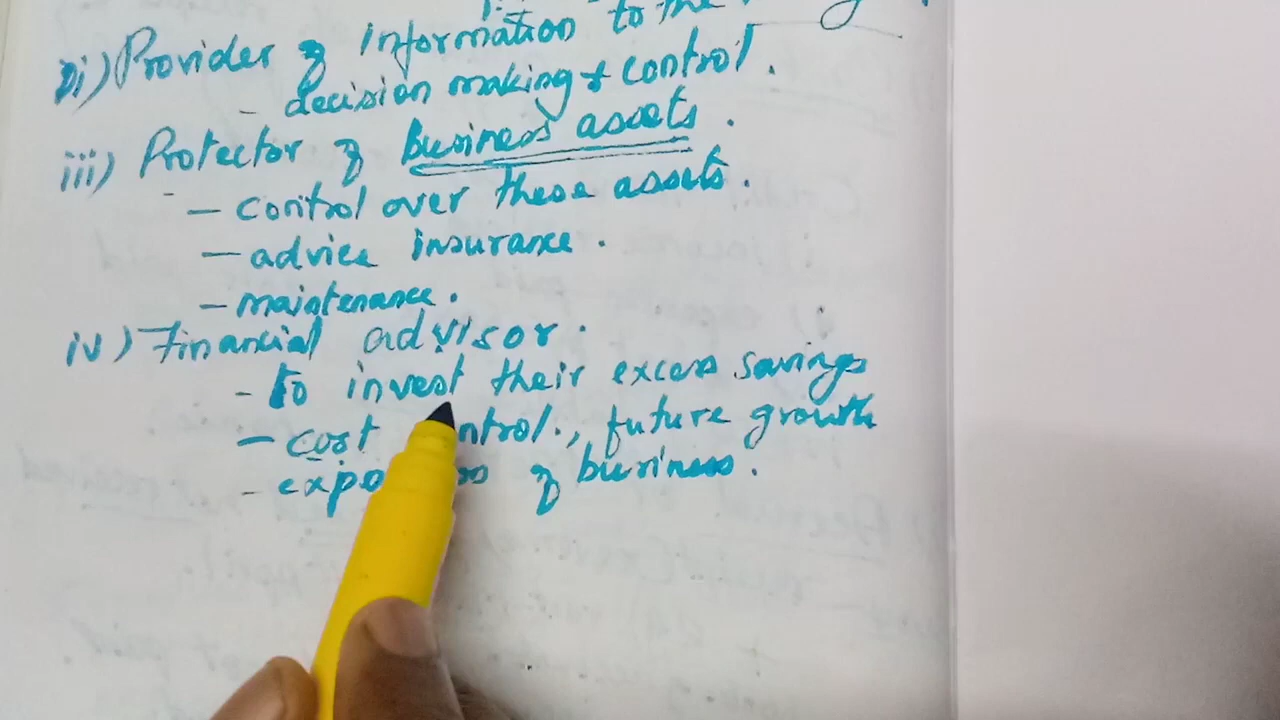 ii) Provider of information to the
- decision making & control.
iii) Protector of business assets.
- control over these assets.
- advice insurance.
- maintenance.
iv) Financial advisor.
- to invest their excess savings
- cost ntrol., future growth
- of business.